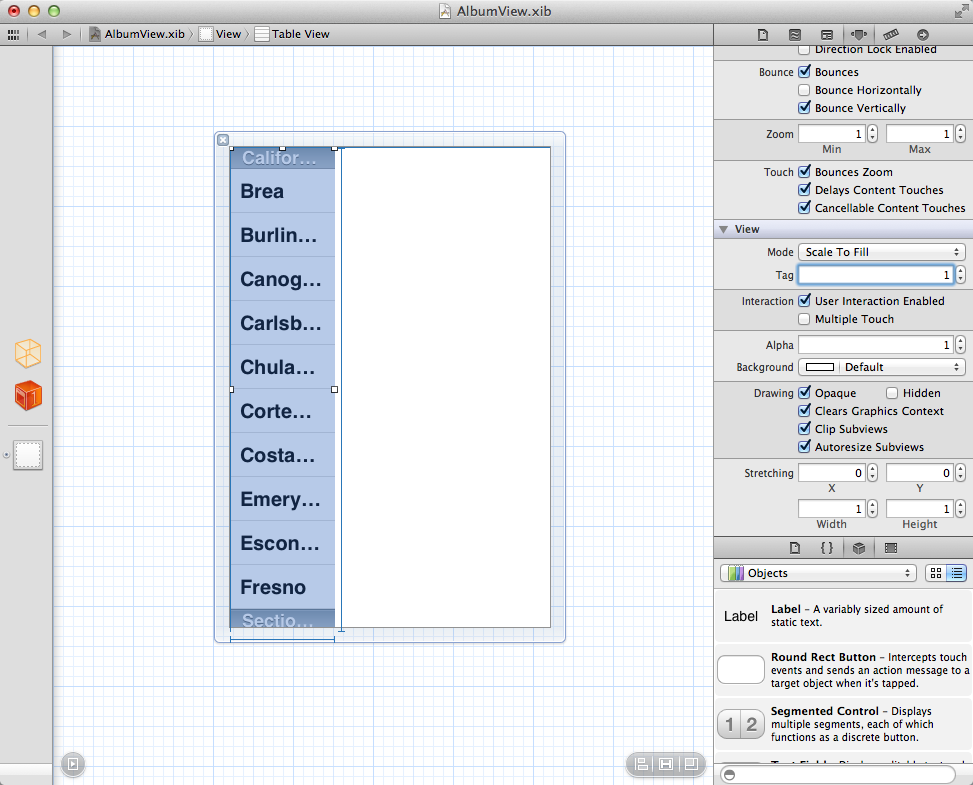 AlbumView.xib
AlbumView.xib
View
Table View
Califor...
Brea
Burlin...
Canog...
Carlsb...
Chula...
Corte...
Costa...
Emery...
Escon...
Fresno
Sectio...
Direction Lock Enabled
Bounce Bounces
Bounce Horizontally
Bounce Vertically
Zoom 1 1
Min Max
Touch Bounces Zoom
Delays Content Touches
Cancellable Content Touches
View
Mode Scale To Fill
Tag 1
Interaction User Interaction Enabled
Multiple Touch
Alpha 1
Background Default
Drawing Opaque Hidden
Clears Graphics Context
Clip Subviews
Autoresize Subviews
Stretching 0 0
X Y
1 1
Width Height
{ }
Objects
Label
Label – A variably sized amount of
static text.
Round Rect Button – Intercepts touch
events and sends an action message to a
target object when it's tapped.
1 2
Segmented Control – Displays
multiple segments, each of which
functions as a discrete button.